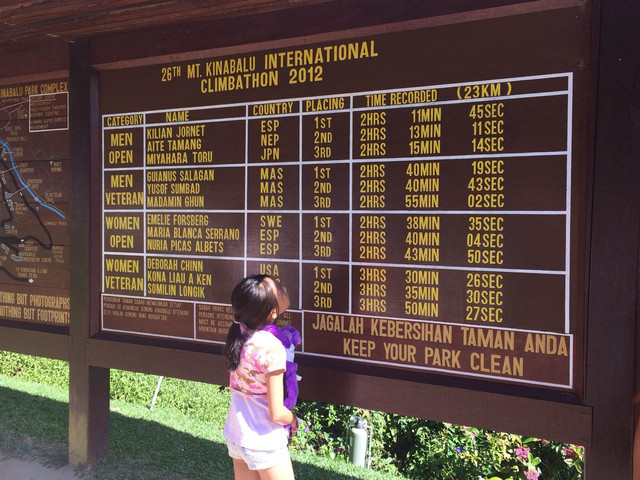 26TH MT. KINABALU INTERNATIONAL
CLIMBATHON 2012
CATEGORY NAME COUNTRY PLACING TIME RECORDED (23KM)
MEN OPEN
KILIAN JORNET ESP 1ST 2HRS 11MIN 45SEC
AITE TAMANG NEP 2ND 2HRS 13MIN 11SEC
MIYAHARA TORU JPN 3RD 2HRS 15MIN 14SEC
MEN VETERAN
GUIANUS SALAGAN MAS 1ST 2HRS 40MIN 19SEC
YUSOF SUMBAD MAS 2ND 2HRS 40MIN 43SEC
MADAMIN GHUN MAS 3RD 2HRS 55MIN 02SEC
WOMEN OPEN
EMELIE FORSBERG SWE 1ST 2HRS 38MIN 35SEC
MARIA BLANCA SERRANO ESP 2ND 2HRS 40MIN 04SEC
NURIA PICAS ALBETS ESP 3RD 2HRS 43MIN 50SEC
WOMEN VETERAN
DEBORAH CHINN USA 1ST 3HRS 30MIN 26SEC
KONA LIAU A KEN 2ND 3HRS 35MIN 30SEC
SOMILIN LONGIK 3RD 3HRS 50MIN 27SEC
JAGALAH KEBERSIHAN TAMAN ANDA
KEEP YOUR PARK CLEAN
KINABALU PARK COMPLEX
NOTHING BUT PHOTOGRAPHS
NOTHING BUT FOOTPRINTS